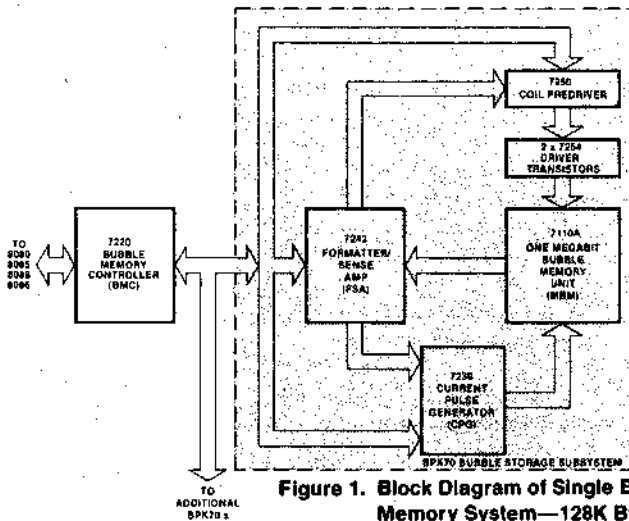 7250
COIL PREDRIVER
2 x 7254
DRIVER
TRANSISTORS
TO
8080
8085
8088
8086
7220
BUBBLE
MEMORY
CONTROLLER
(BMC)
7242
FORMATTER/
SENSE
AMP
(FSA)
7110A
ONE MEGABIT
BUBBLE
MEMORY
UNIT
(MBM)
7230
CURRENT
PULSE
GENERATOR
(CPG)
BPK70 BUBBLE STORAGE SUBSYSTEM
TO
ADDITIONAL
BPK70 s
Figure 1. Block Diagram of Single B
Memory System—128K B